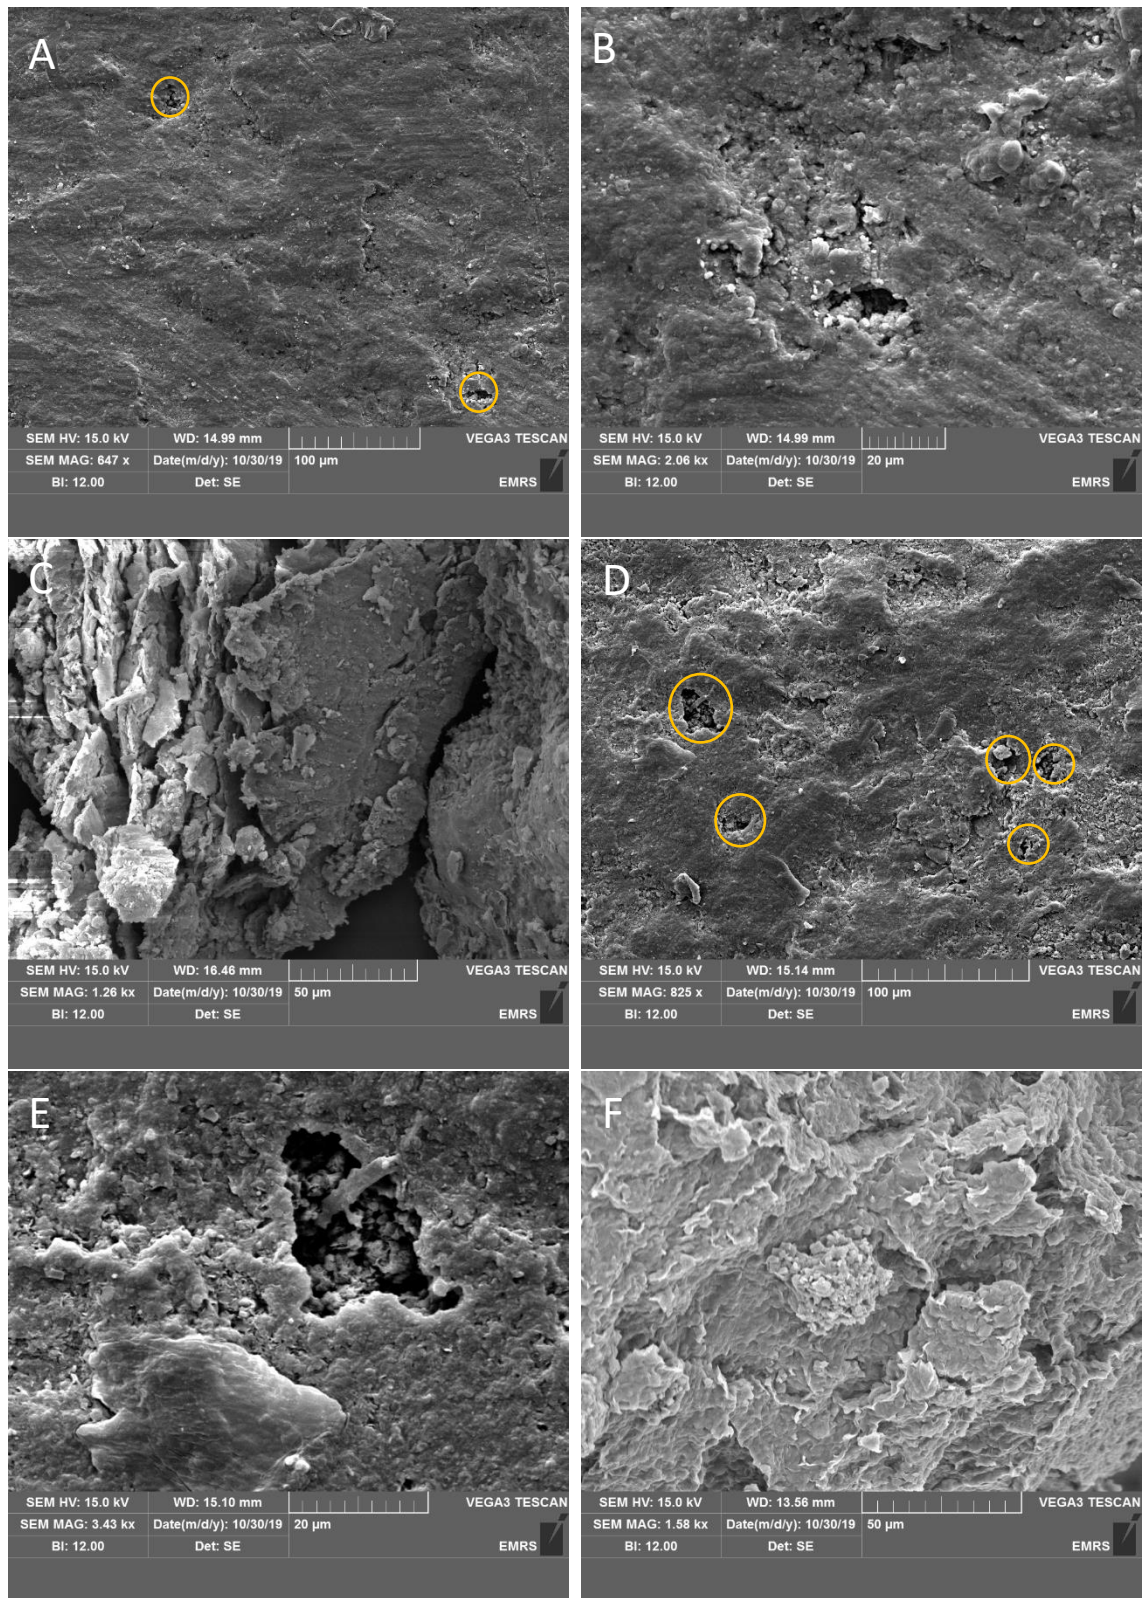 A
SEM HV: 15.0 kV WD: 14.99 mm VEGA3 TESCAN
SEM MAG: 647 x Date(m/d/y): 10/30/19 100 µm
BI: 12.00 Det: SE EMRS
B
SEM HV: 15.0 kV WD: 14.99 mm VEGA3 TESCAN
SEM MAG: 2.06 kx Date(m/d/y): 10/30/19 20 µm
BI: 12.00 Det: SE EMRS
C
SEM HV: 15.0 kV WD: 16.46 mm VEGA3 TESCAN
SEM MAG: 1.26 kx Date(m/d/y): 10/30/19 50 µm
BI: 12.00 Det: SE EMRS
D
SEM HV: 15.0 kV WD: 15.14 mm VEGA3 TESCAN
SEM MAG: 825 x Date(m/d/y): 10/30/19 100 µm
BI: 12.00 Det: SE EMRS
E
SEM HV: 15.0 kV WD: 15.10 mm VEGA3 TESCAN
SEM MAG: 3.43 kx Date(m/d/y): 10/30/19 20 µm
BI: 12.00 Det: SE EMRS
F
SEM HV: 15.0 kV WD: 13.56 mm VEGA3 TESCAN
SEM MAG: 1.58 kx Date(m/d/y): 10/30/19 50 µm
BI: 12.00 Det: SE EMRS